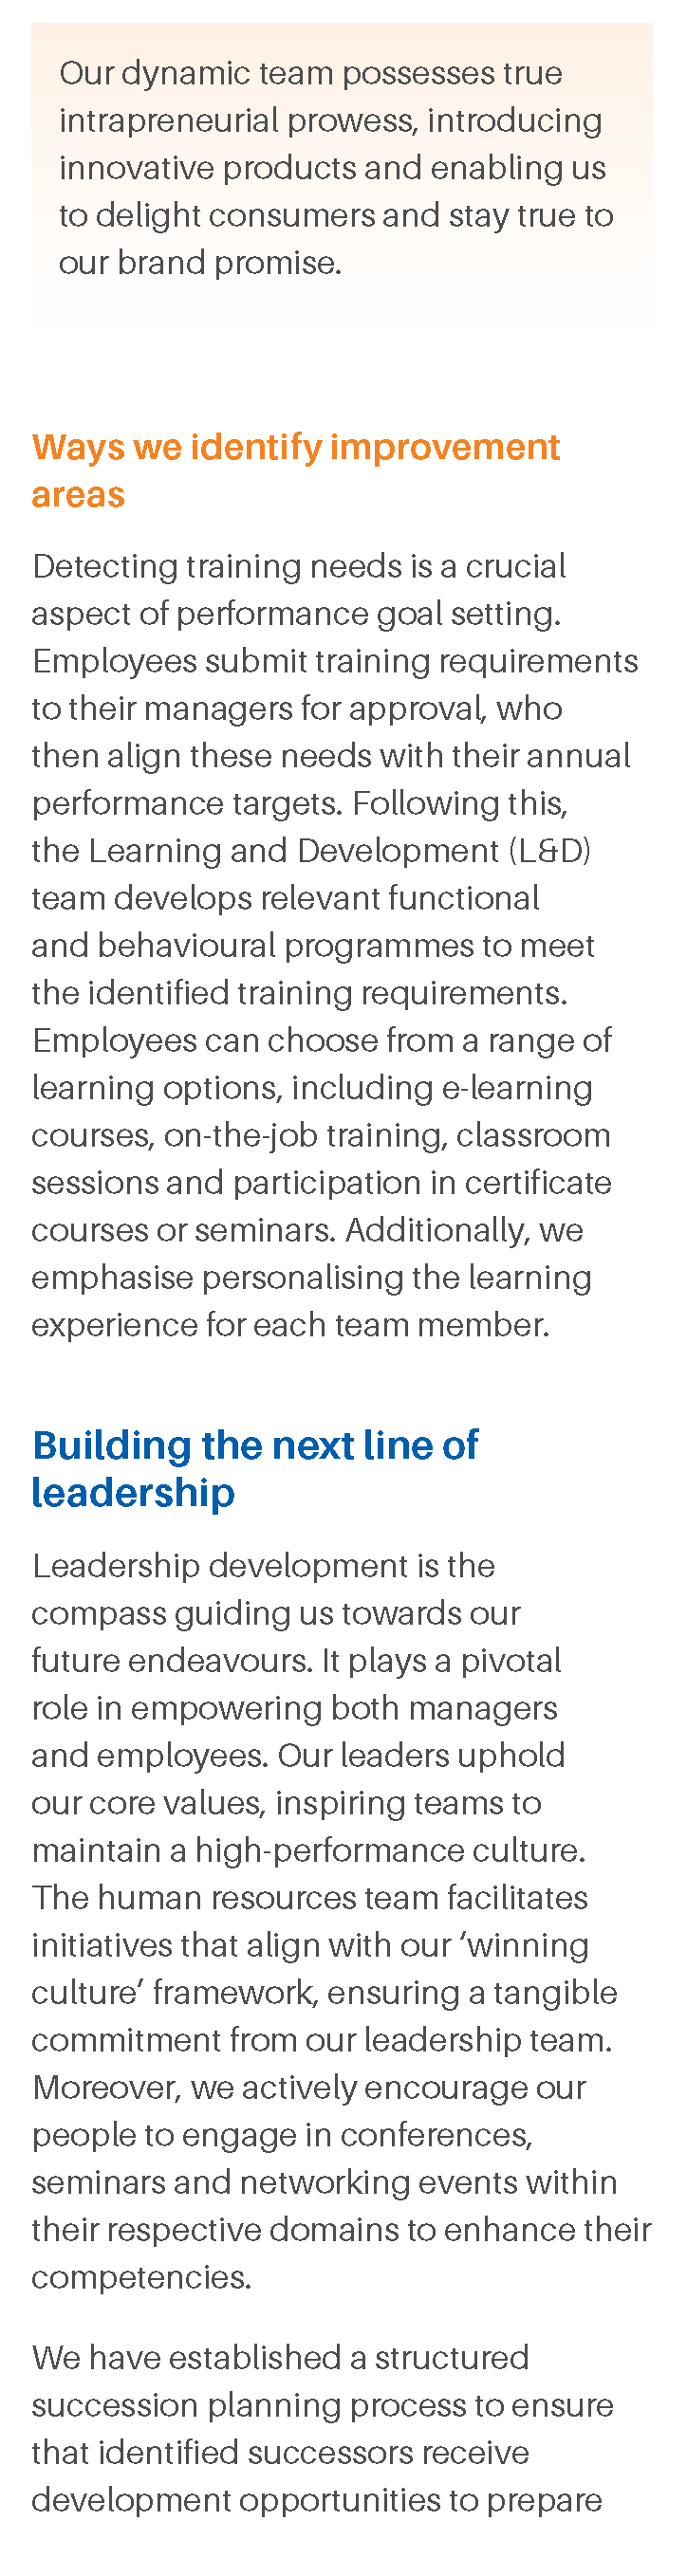 Our dynamic team possesses true
intrapreneurial prowess, introducing
innovative products and enabling us
to delight consumers and stay true to
our brand promise.
Ways we identify improvement
areas
Detecting training needs is a crucial
aspect of performance goal setting.
Employees submit training requirements
to their managers for approval, who
then align these needs with their annual
performance targets. Following this,
the Learning and Development (L&D)
team develops relevant functional
and behavioural programmes to meet
the identified training requirements.
Employees can choose from a range of
learning options, including e-learning
courses, on-the-job training, classroom
sessions and participation in certificate
courses or seminars. Additionally, we
emphasise personalising the learning
experience for each team member.
Building the next line of
leadership
Leadership development is the
compass guiding us towards our
future endeavours. It plays a pivotal
role in empowering both managers
and employees. Our leaders uphold
our core values, inspiring teams to
maintain a high-performance culture.
The human resources team facilitates
initiatives that align with our ‘winning
culture’ framework, ensuring a tangible
commitment from our leadership team.
Moreover, we actively encourage our
people to engage in conferences,
seminars and networking events within
their respective domains to enhance their
competencies.
We have established a structured
succession planning process to ensure
that identified successors receive
development opportunities to prepare